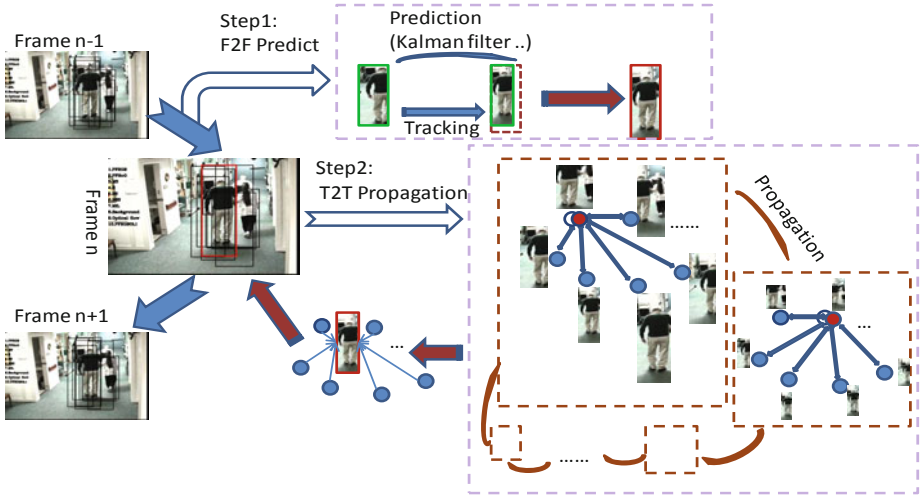 Frame n-1
Step1:
F2F Predict
Prediction
(Kalman filter ..)
Tracking
Frame n
Step2:
T2T Propagation
......
Propagation
...
Frame n+1
...
......